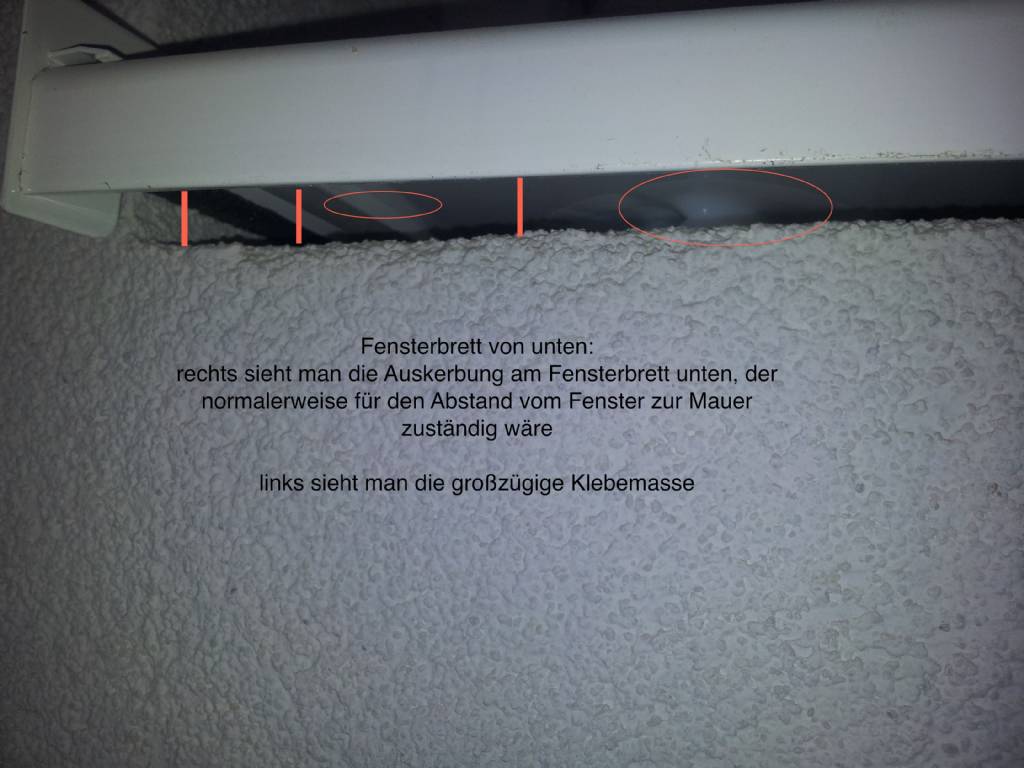 Fensterbrett von unten:
rechts sieht man die Auskerbung am Fensterbrett unten, der
normalerweise für den Abstand vom Fenster zur Mauer
zuständig wäre
links sieht man die großzügige Klebemasse